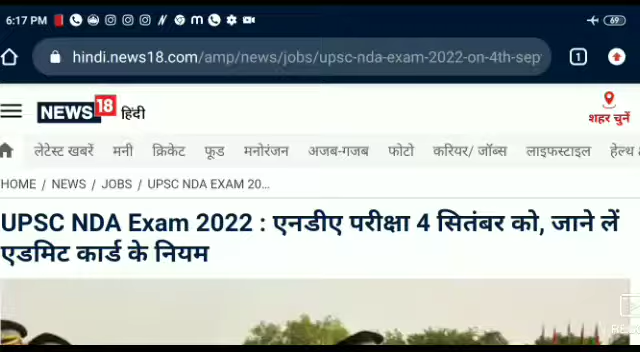 6:17 PM 69
hindi.news18.com/amp/news/jobs/upsc-nda-exam-2022-on-4th-sep 1
NEWS 18 हिंदी शहर चुनें
लेटेस्ट खबरें मनी क्रिकेट फूड मनोरंजन अजब-गजब फोटो करियर/ जॉब्स लाइफस्टाइल हेल्थ
HOME / NEWS / JOBS / UPSC NDA EXAM 20...
UPSC NDA Exam 2022 : एनडीए परीक्षा 4 सितंबर को, जाने लें
एडमिट कार्ड के नियम